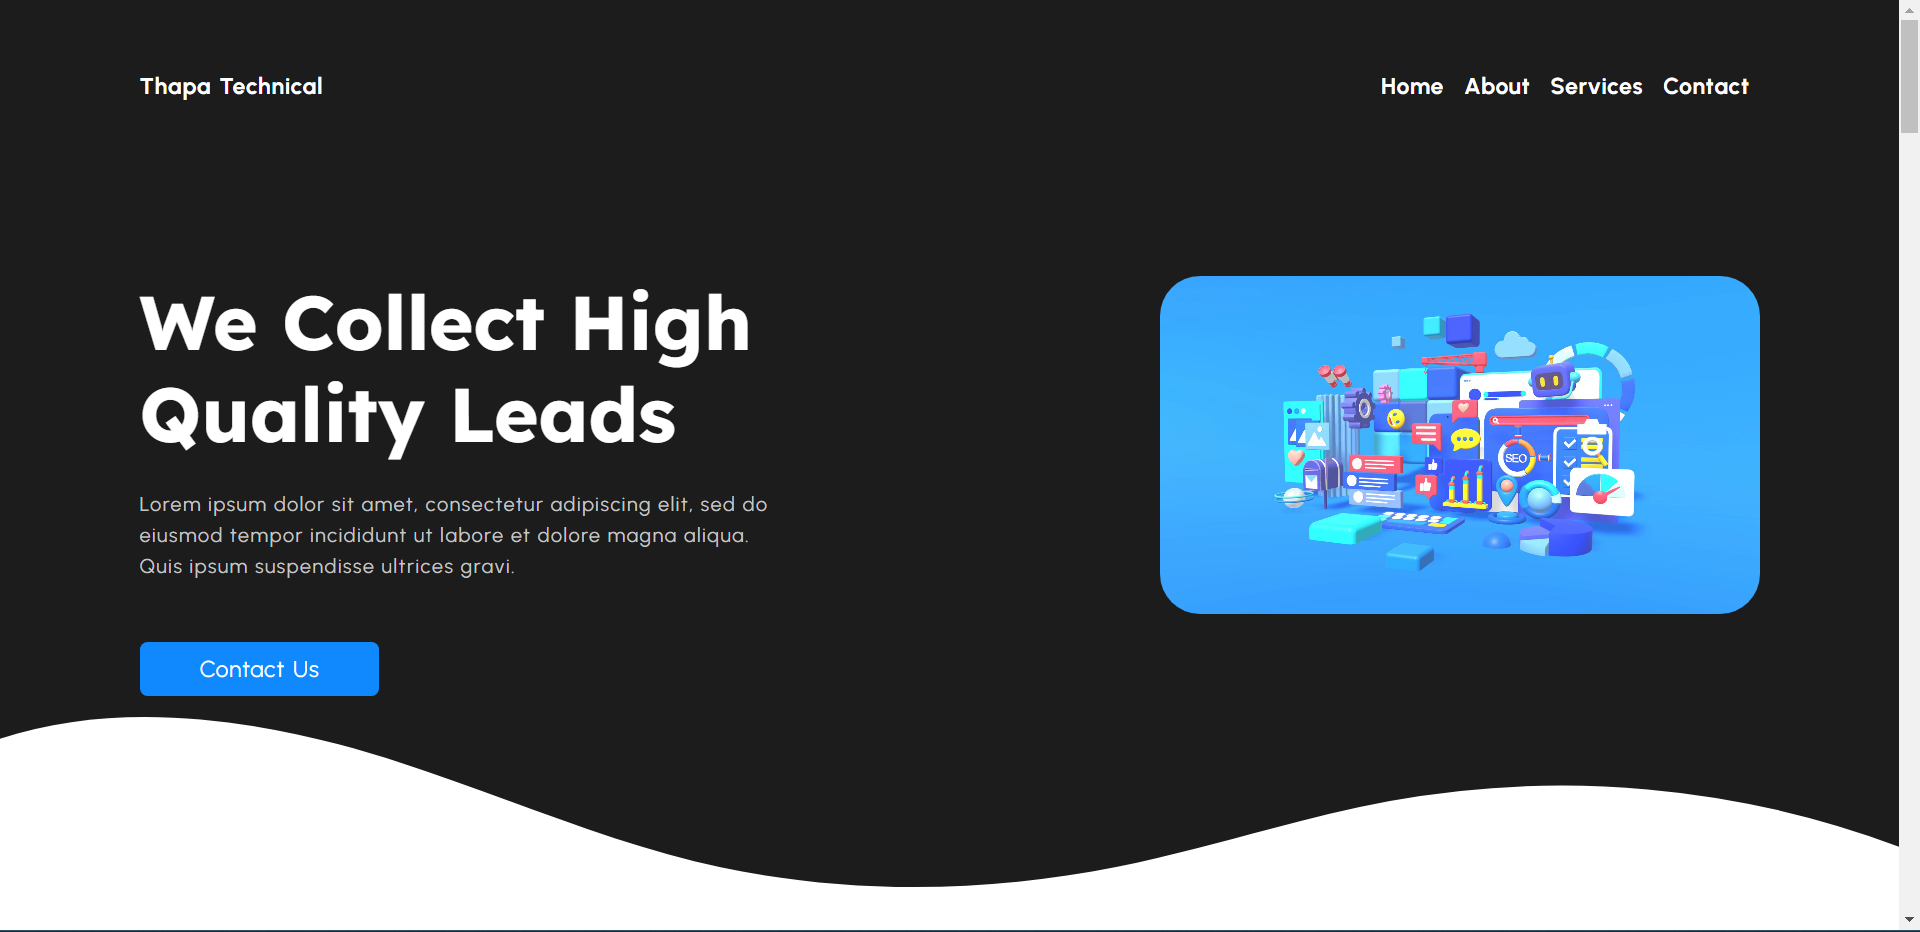 Thapa Technical
Home About Services Contact
We Collect High
Quality Leads
Lorem ipsum dolor sit amet, consectetur adipiscing elit, sed do
eiusmod tempor incididunt ut labore et dolore magna aliqua.
Quis ipsum suspendisse ultrices gravi.
SEO
Contact Us